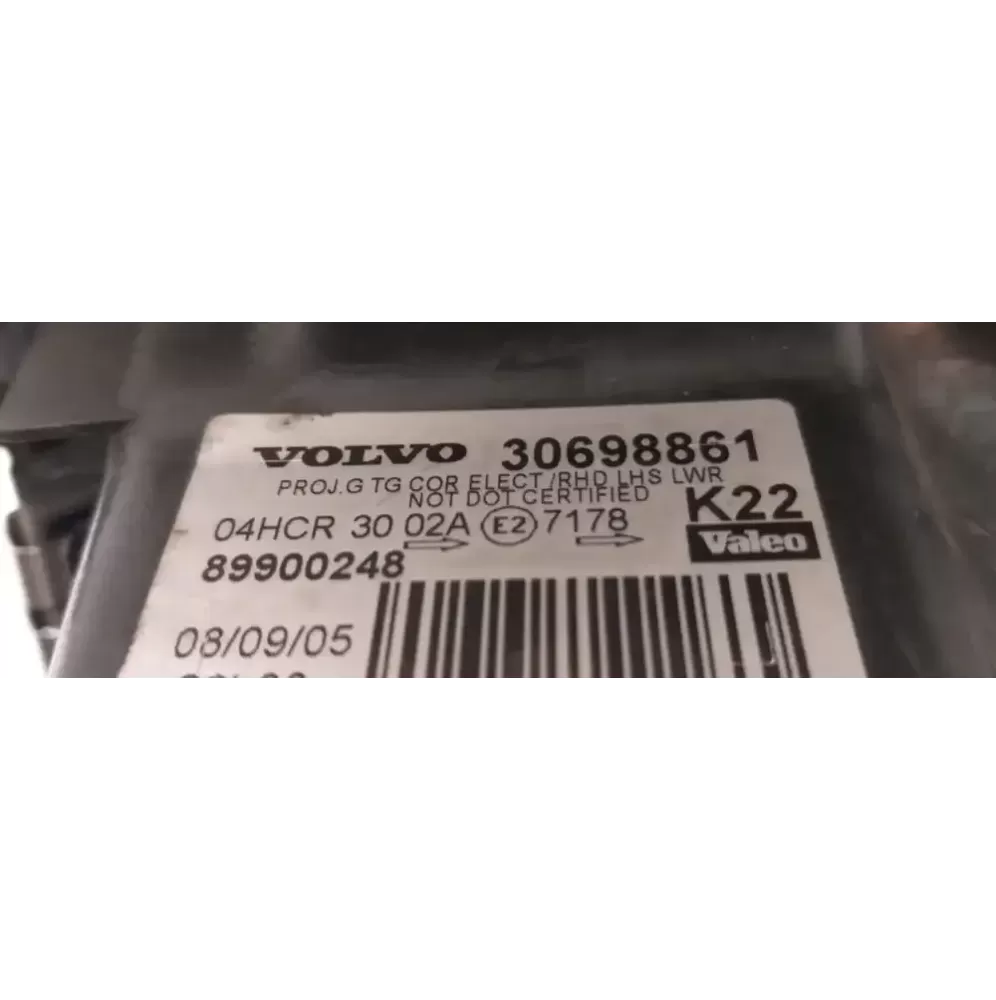 VOLVO 30698861
PROJ.G TG COR ELECT/RHD LHS LWR
NOT DOT CERTIFIED
K22
04HCR 30 02A E2 7178
Valeo
89900248
08/09/05